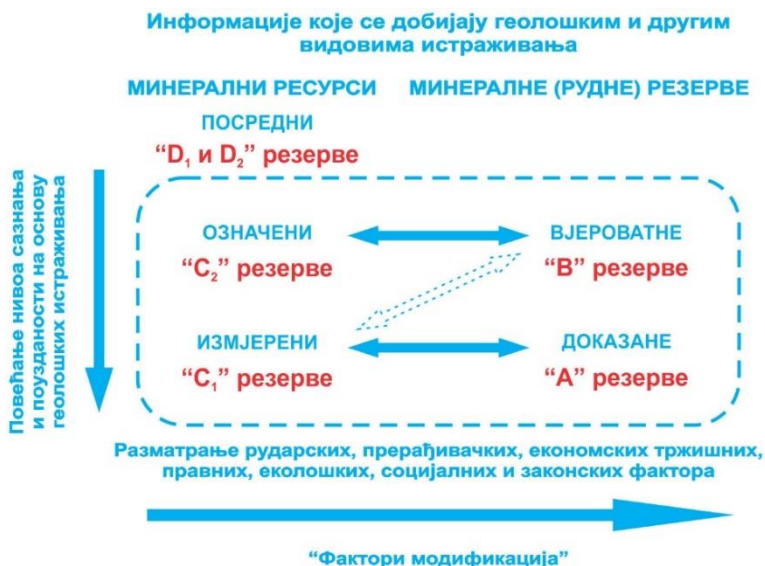 Информације које се добијају геолошким и другим
видовима истраживања
МИНЕРАЛНИ РЕСУРСИ
МИНЕРАЛНЕ (РУДНЕ) РЕЗЕРВЕ
ПОСРЕДНИ
“D₁ и D₂” резерве
Повећање нивоа сазнања
и поузданости на основу
геолошких истраживања
ОЗНАЧЕНИ
“C₂” резерве
ВЈЕРОВАТНЕ
“B” резерве
ИЗМЈЕРЕНИ
“C₁” резерве
ДОКАЗАНЕ
“A” резерве
Разматрање рударских, прерађивачких, економских тржишних,
правних, еколошких, социјалних и законских фактора
“Фактори модификација”